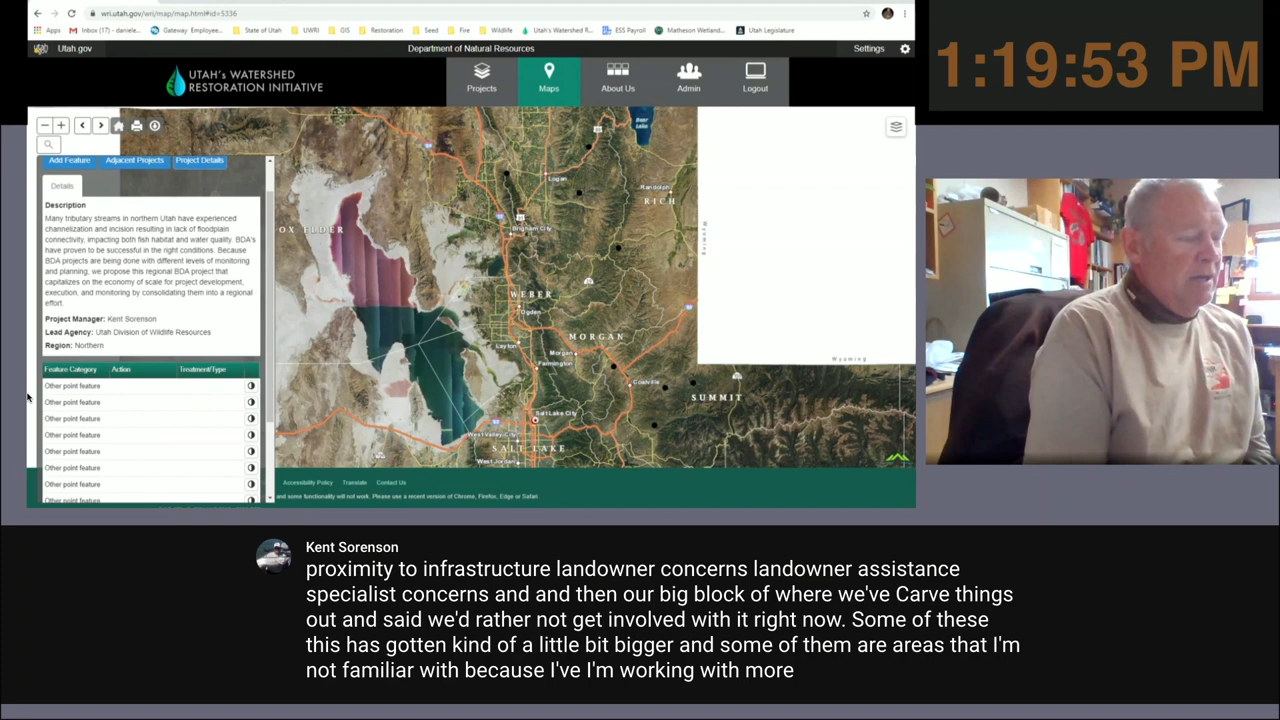 wri.utah.gov/wri/map/map.html#id=5336
Apps
Inbox (17) - daniele...
Gateway Employee...
State of Utah
UWRI
GIS
Restoration
Seed
Fire
Wildlife
Utah's Watershed R...
ESS Payroll
Matheson Wetland...
Utah Legislature
Utah.gov
Department of Natural Resources
Settings
UTAH's WATERSHED
RESTORATION INITIATIVE
Projects
Maps
About Us
Admin
Logout
1:19:53 PM
Add Feature
Adjacent Projects
Project Details
Details
Description
Many tributary streams in northern Utah have experienced
channelization and incision resulting in lack of floodplain
connectivity, impacting both fish habitat and water quality. BDA's
have proven to be successful in the right conditions. Because
BDA projects are being done with different levels of monitoring
and planning, we propose this regional BDA project that
capitalizes on the economy of scale for project development,
execution, and monitoring by consolidating them into a regional
effort.
Project Manager: Kent Sorenson
Lead Agency: Utah Division of Wildlife Resources
Region: Northern
Feature Category
Action
Treatment/Type
Other point feature
Other point feature
Other point feature
Other point feature
Other point feature
Other point feature
Other point feature
Other point feature
Bear
Lake
Logan
Randolph
RICH
OX ELDER
Brigham City
Wyoming
WEBER
Ogden
MORGAN
Layton
Morgan
Farmington
Wyoming
Coalville
SUMMIT
Salt Lake City
West Valley City
SALT LAKE
West Jordan
Accessibility Policy
Translate
Contact Us
and some functionality will not work. Please use a recent version of Chrome, Firefox, Edge or Safari.
Kent Sorenson
proximity to infrastructure landowner concerns landowner assistance
specialist concerns and and then our big block of where we've Carve things
out and said we'd rather not get involved with it right now. Some of these
this has gotten kind of a little bit bigger and some of them are areas that I'm
not familiar with because I've I'm working with more